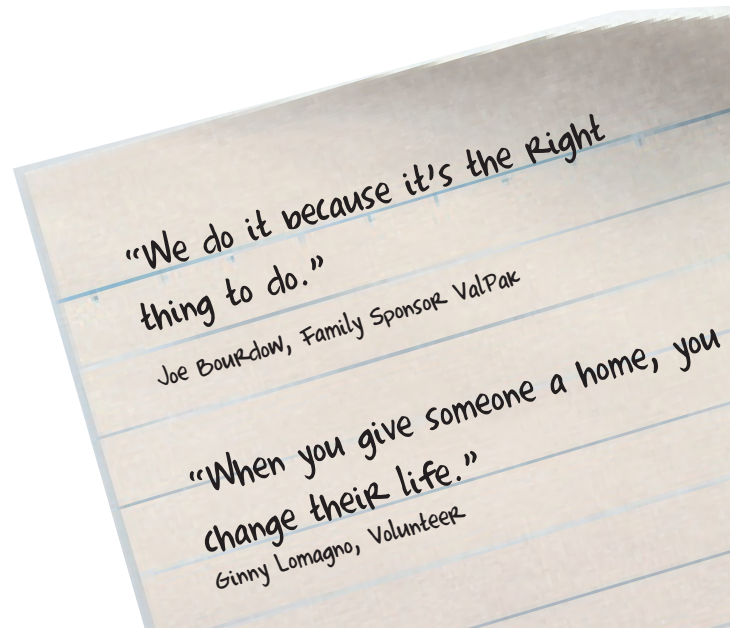 “We do it because it’s the Right
thing to do.”
Joe Bourdow, Family Sponsor ValPak
“When you give someone a home, you
change their life.”
Ginny Lomagno, Volunteer